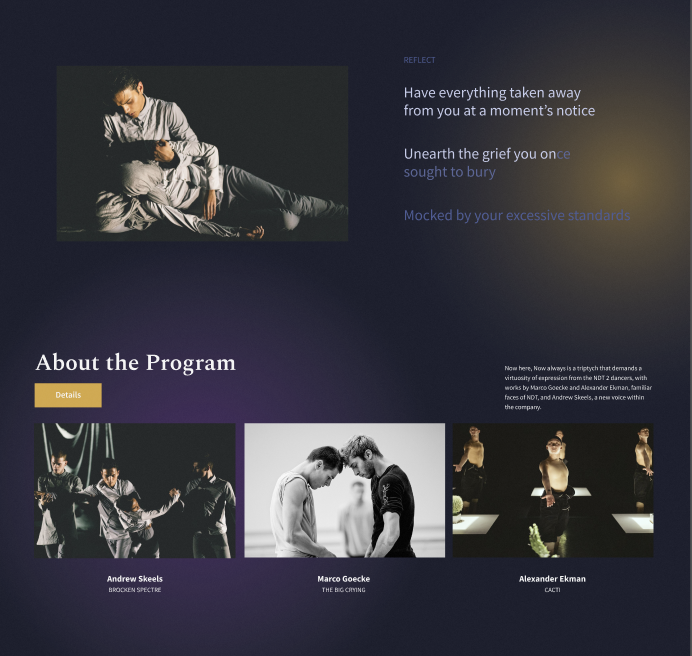 REFLECT
Have everything taken away
from you at a moment's notice
Unearth the grief you once
sought to bury
Mocked by your excessive standards
About the Program
Details
Now here, Now always is a triptych that demands a
virtuosity of expression from the NDT 2 dancers, with
works by Marco Goecke and Alexander Ekman, familiar
faces of NDT, and Andrew Skeels, a new voice within
the company.
Andrew Skeels
BROCKEN SPECTRE
Marco Goecke
THE BIG CRYING
Alexander Ekman
CACTI